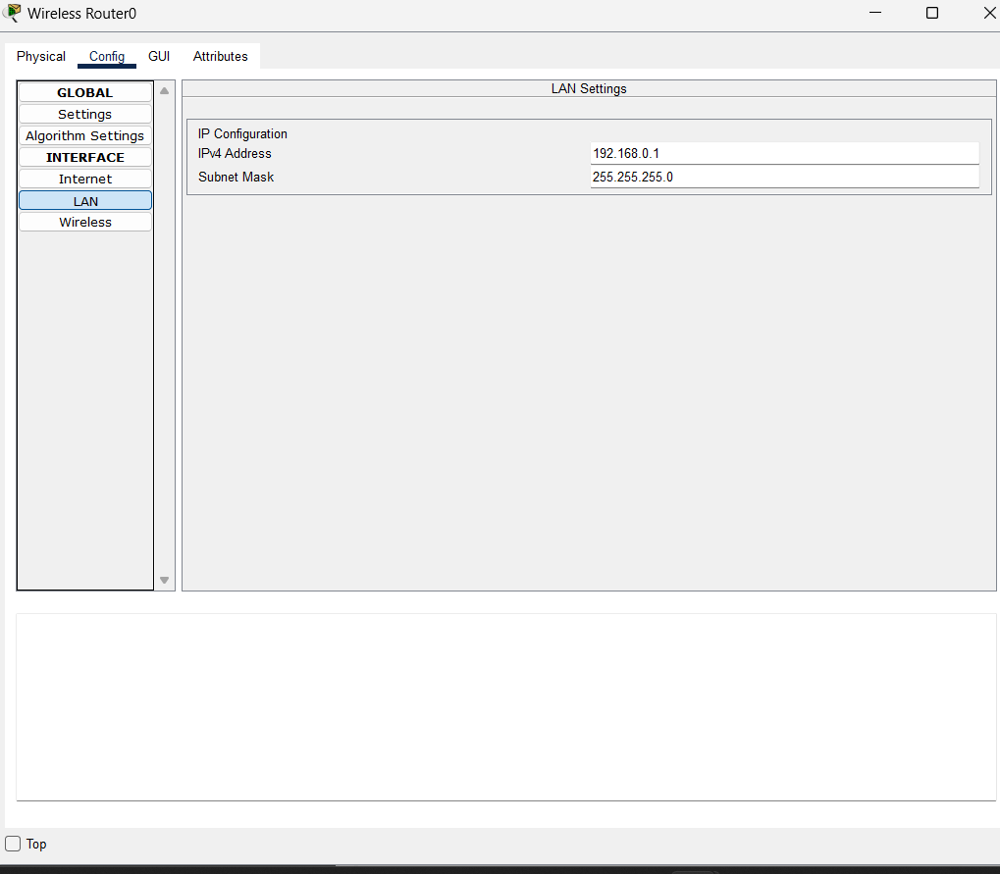 Wireless Router0
Physical Config GUI Attributes
GLOBAL
Settings
Algorithm Settings
INTERFACE
Internet
LAN
Wireless
LAN Settings
IP Configuration
IPv4 Address 192.168.0.1
Subnet Mask 255.255.255.0
Top